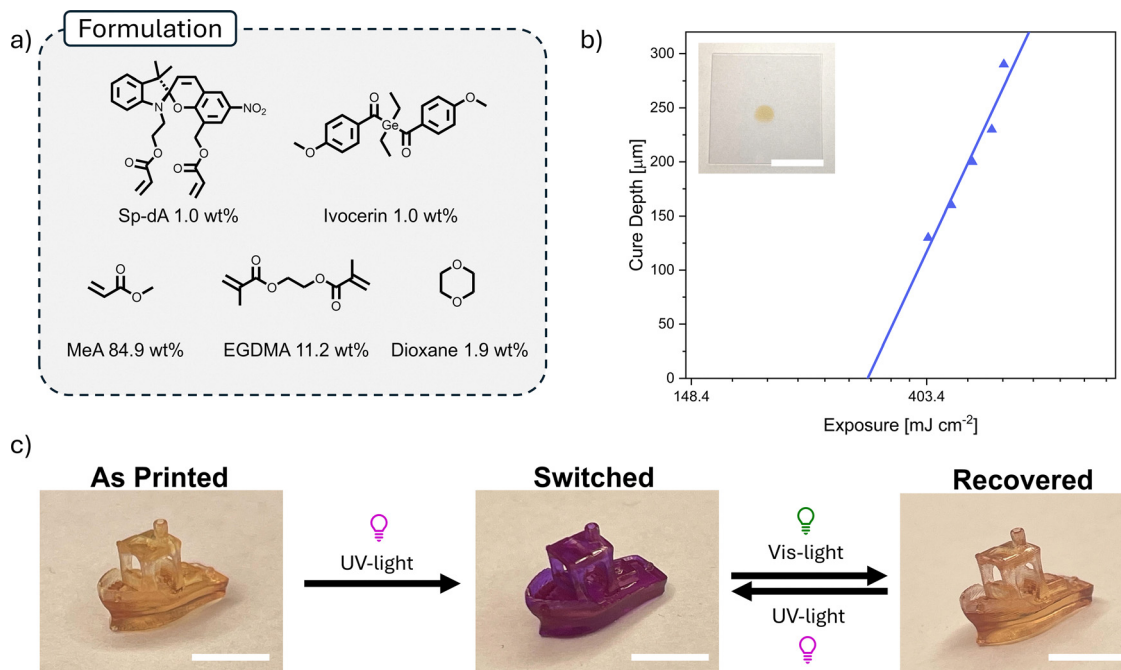 a)
Formulation
N
O
NO₂
O
O
O
O
Sp-dA 1.0 wt%
O
O
Ge
O
O
Ivocerin 1.0 wt%
O
O
MeA 84.9 wt%
O
O
O
O
EGDMA 11.2 wt%
O
O
Dioxane 1.9 wt%
b)
Cure Depth [μm]
300
250
200
150
100
50
0
148.4
403.4
Exposure [mJ cm⁻²]
c)
As Printed
UV-light
Switched
Vis-light
UV-light
Recovered